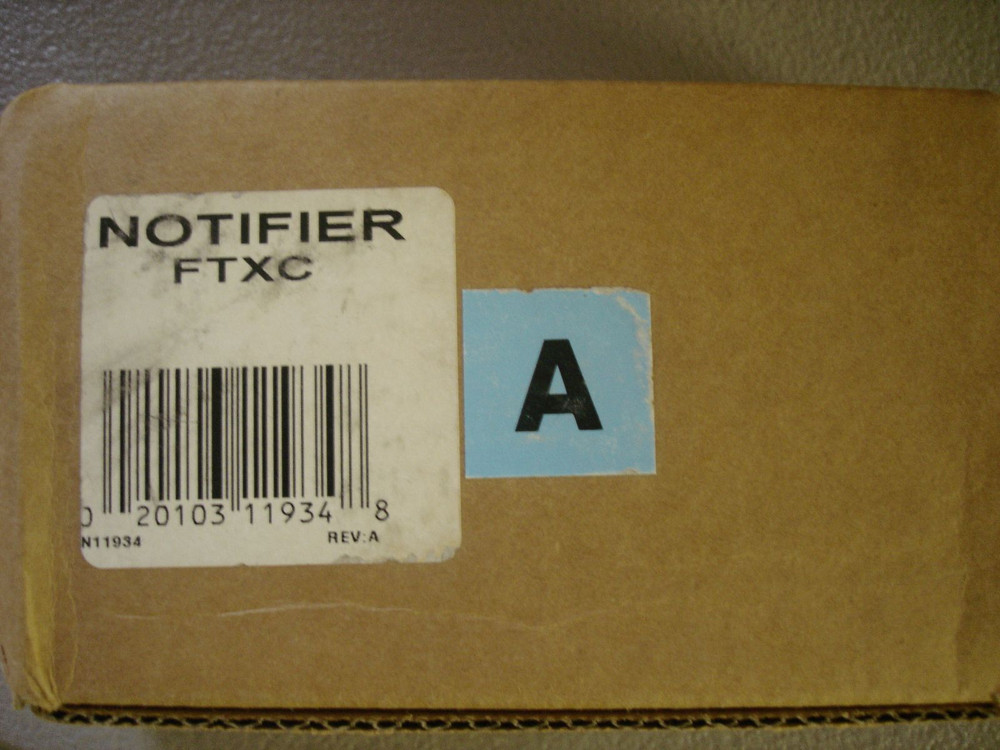 NOTIFIER
FTXC
A
0 20103 11934 8
N11934 REV:A